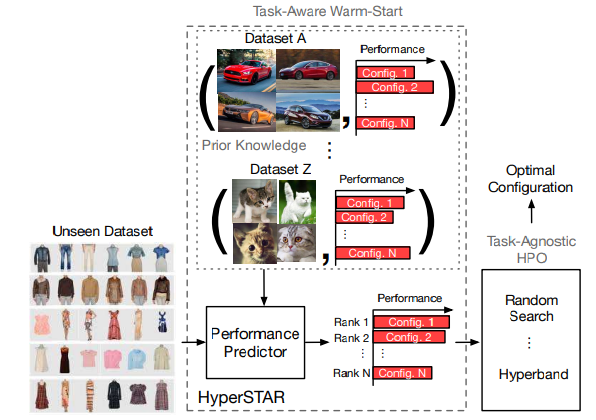 Task-Aware Warm-Start
Dataset A
Performance
Config. 1
Config. 2
⋮
Config. N
( , )
Prior Knowledge
⋮
Dataset Z
Performance
Config. 1
Config. 2
⋮
Config. N
( , )
Optimal
Configuration
Unseen Dataset
Task-Agnostic
HPO
Performance
Predictor
Performance
Rank 1 Config. 1
Rank 2 Config. 2
⋮ ⋮
Rank N Config. N
Random
Search
⋮
Hyperband
HyperSTAR